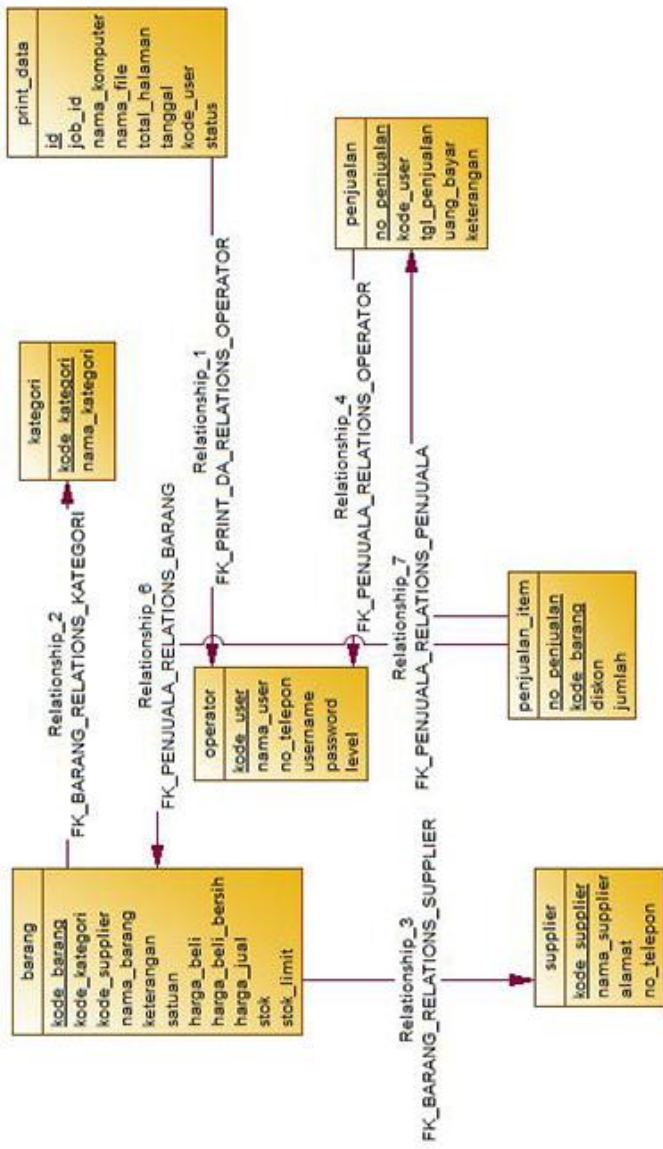 barang
kode_barang
kode_kategori
kode_supplier
nama_barang
keterangan
satuan
harga_beli
harga_beli_bersih
harga_jual
stok
stok_limit
Relationship_2
FK_BARANG_RELATIONS_KATEGORI
kategori
kode_kategori
nama_kategori
print_data
id
job_id
nama_komputer
nama_file
total_halaman
tanggal
kode_user
status
Relationship_6
FK_PENJUALA_RELATIONS_BARANG
Relationship_1
FK_PRINT_DA_RELATIONS_OPERATOR
operator
kode_user
nama_user
no_telepon
username
password
level
Relationship_4
FK_PENJUALA_RELATIONS_OPERATOR
penjualan
no_penjualan
kode_user
tgl_penjualan
uang_bayar
keterangan
Relationship_3
FK_BARANG_RELATIONS_SUPPLIER
Relationship_7
FK_PENJUALA_RELATIONS_PENJUALA
supplier
kode_supplier
nama_supplier
alamat
no_telepon
penjualan_item
no_penjualan
kode_barang
diskon
jumlah